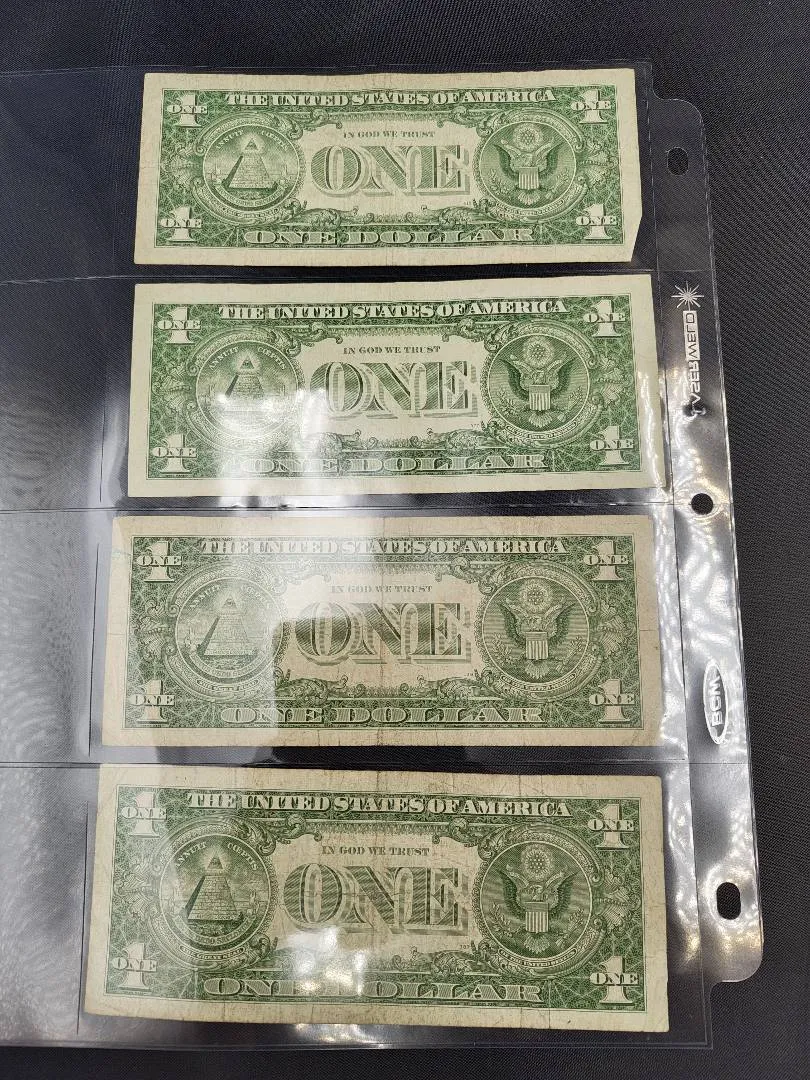 1 ONE THE UNITED STATES OF AMERICA 1 ONE
ANNUIT COEPTIS
IN GOD WE TRUST
ONE
1 ONE ONE DOLLAR 1 ONE
1 ONE THE UNITED STATES OF AMERICA 1 ONE
ANNUIT COEPTIS
IN GOD WE TRUST
ONE
1 ONE ONE DOLLAR 1 ONE
LASERWELD
1 ONE THE UNITED STATES OF AMERICA 1 ONE
ANNUIT COEPTIS
IN GOD WE TRUST
ONE
1 ONE ONE DOLLAR 1 ONE
BCW
1 ONE THE UNITED STATES OF AMERICA 1 ONE
ANNUIT COEPTIS
IN GOD WE TRUST
ONE
1 ONE ONE DOLLAR 1 ONE